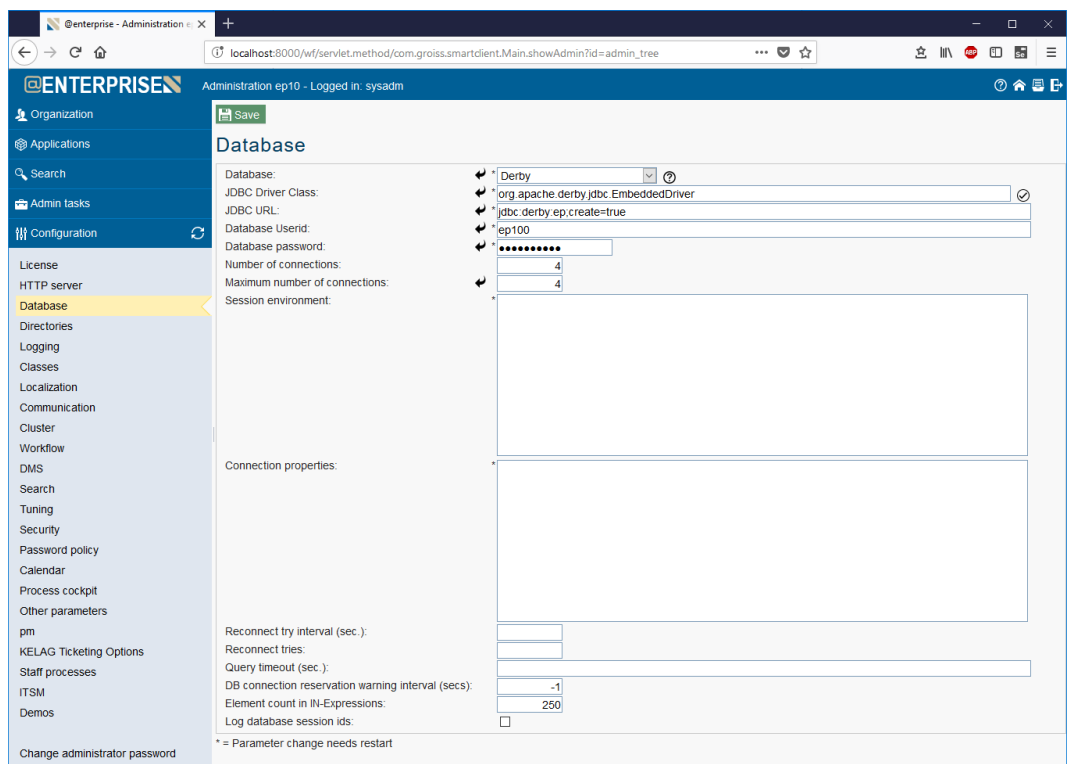 @enterprise - Administration e
localhost:8000/wf/servlet.method/com.groiss.smartclient.Main.showAdmin?id=admin_tree
ABP
Se
@ENTERPRISE
Administration ep10 - Logged in: sysadm
Organization
Applications
Search
Admin tasks
Configuration
License
HTTP server
Database
Directories
Logging
Classes
Localization
Communication
Cluster
Workflow
DMS
Search
Tuning
Security
Password policy
Calendar
Process cockpit
Other parameters
pm
KELAG Ticketing Options
Staff processes
ITSM
Demos
Change administrator password
Save
Database
Database: * Derby
JDBC Driver Class: * org.apache.derby.jdbc.EmbeddedDriver
JDBC URL: * jdbc:derby:ep;create=true
Database Userid: * ep100
Database password: * ●●●●●●●●●●
Number of connections: 4
Maximum number of connections: 4
Session environment: *
Connection properties: *
Reconnect try interval (sec.):
Reconnect tries:
Query timeout (sec.):
DB connection reservation warning interval (secs): -1
Element count in IN-Expressions: 250
Log database session ids:
* = Parameter change needs restart